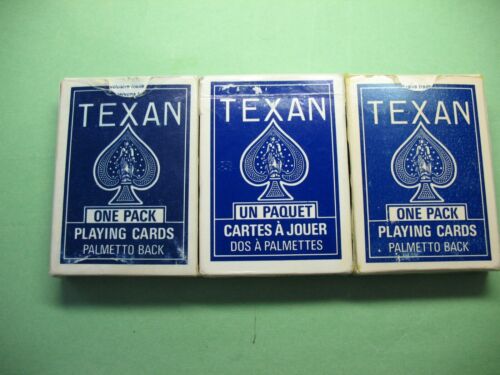 TEXAN
ONE PACK
PLAYING CARDS
PALMETTO BACK
TEXAN
UN PAQUET
CARTES À JOUER
DOS À PALMETTES
TEXAN
ONE PACK
PLAYING CARDS
PALMETTO BACK